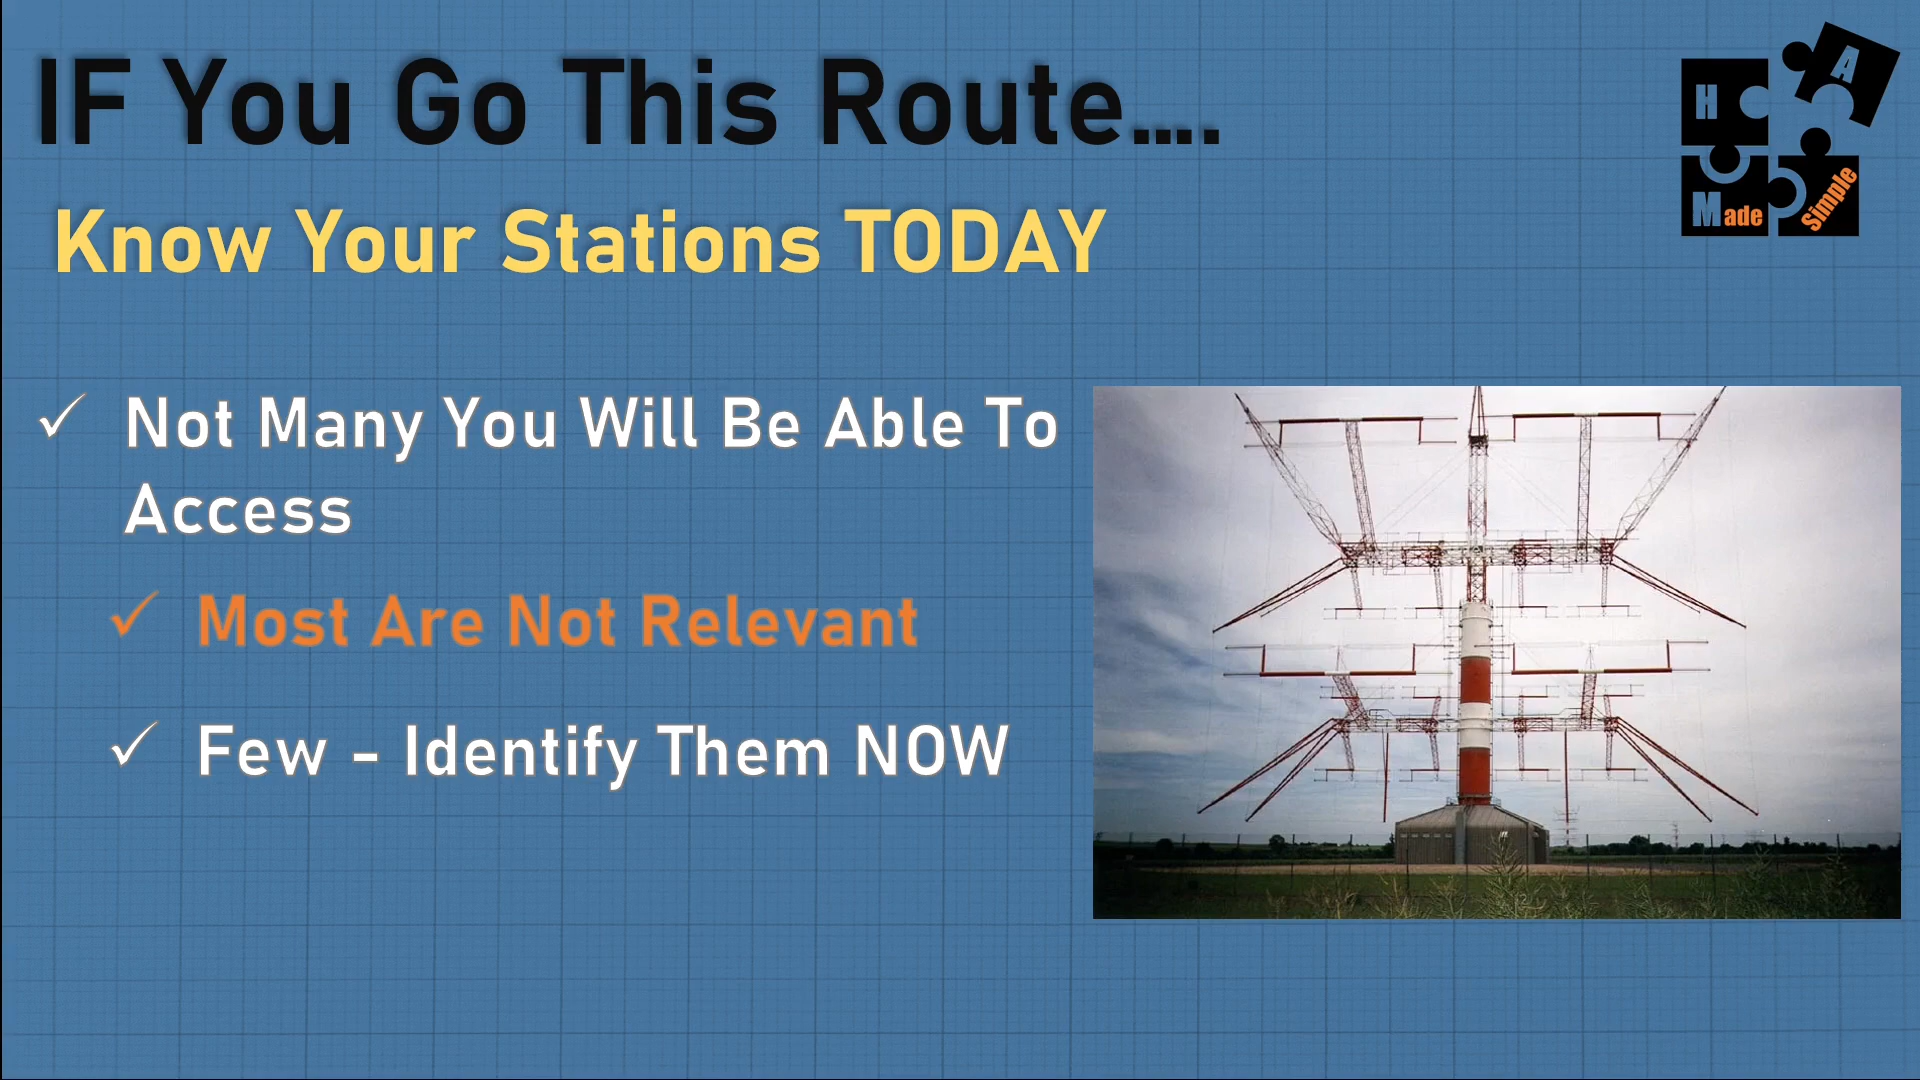 IF You Go This Route....
Know Your Stations TODAY
Not Many You Will Be Able To
Access
Most Are Not Relevant
Few - Identify Them NOW
H
A
Made
Simple